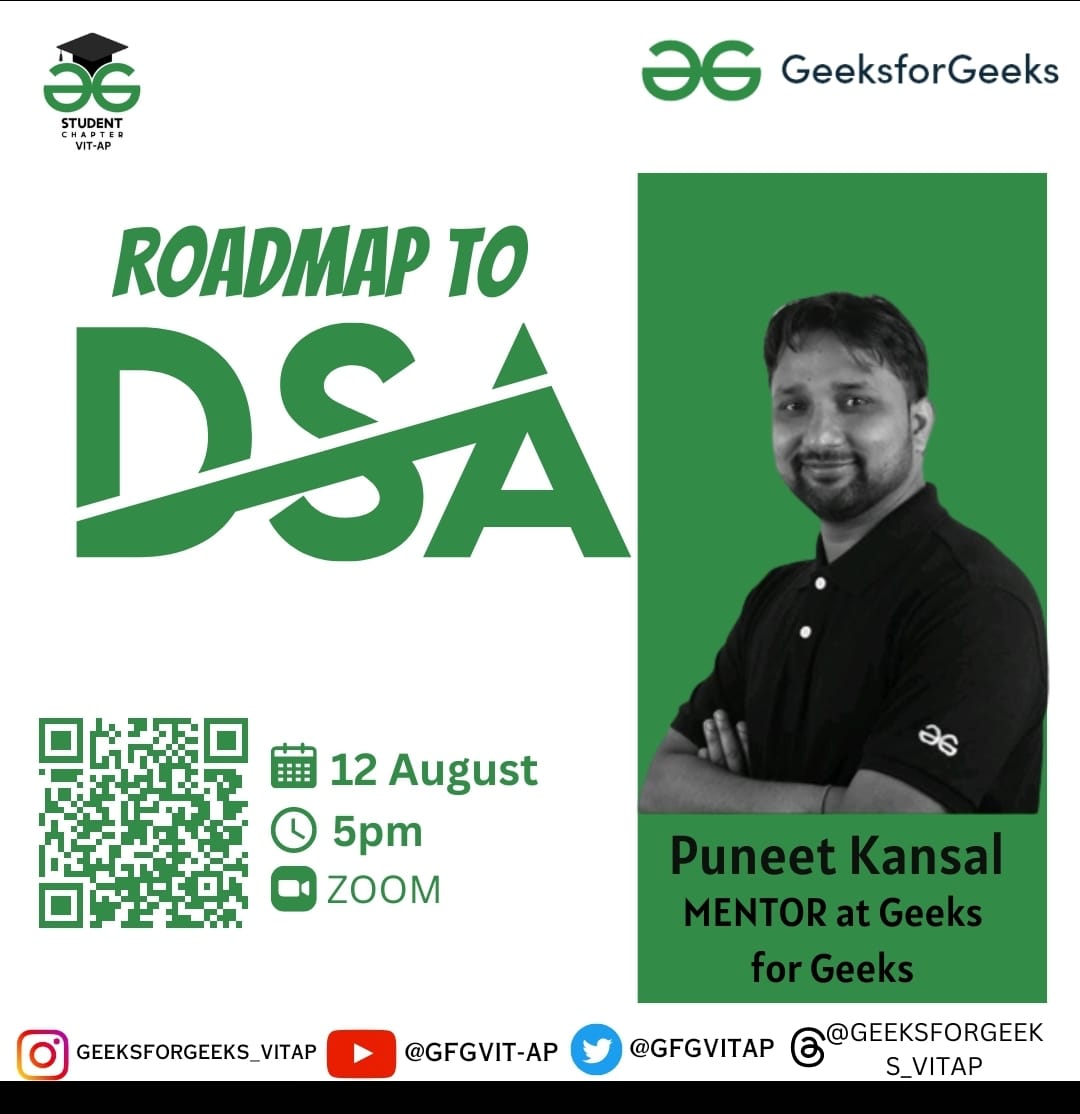 STUDENT
CHAPTER
VIT-AP
GeeksforGeeks
ROADMAP TO
DSA
12 August
5pm
ZOOM
Puneet Kansal
MENTOR at Geeks
for Geeks
GEEKSFORGEEKS_VITAP
@GFGVIT-AP
@GFGVITAP
@GEEKSFORGEEK
S_VITAP